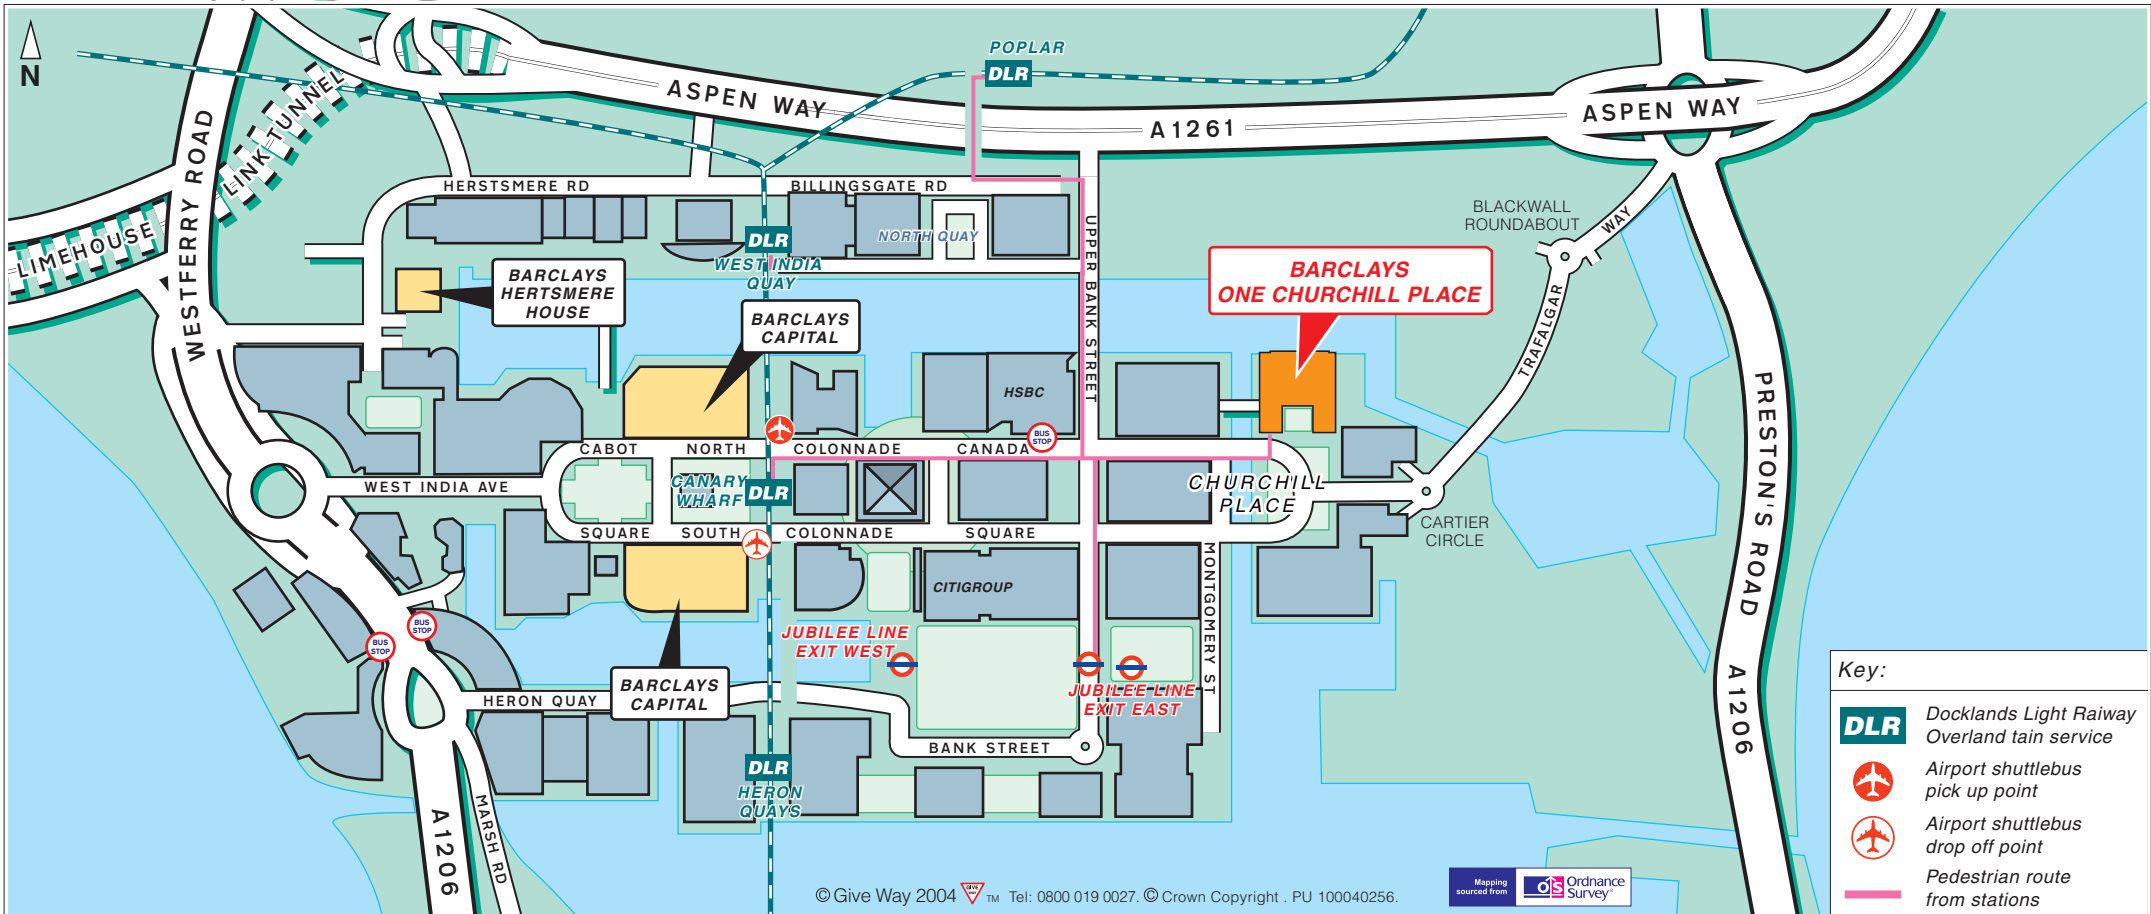 N
POPLAR
DLR
ASPEN WAY
A1261
ASPEN WAY
WESTFERRY ROAD
LINK TUNNEL
LIMEHOUSE
HERSTSMERE RD
BILLINGSGATE RD
NORTH QUAY
DLR
WEST INDIA
QUAY
UPPER BANK STREET
BLACKWALL
ROUNDABOUT
TRAFALGAR
WAY
BARCLAYS
HERTSMERE
HOUSE
BARCLAYS
CAPITAL
BARCLAYS
ONE CHURCHILL PLACE
HSBC
BUS
STOP
CABOT
NORTH
COLONNADE
CANADA
WEST INDIA AVE
CANARY
WHARF
DLR
CHURCHILL
PLACE
CARTIER
CIRCLE
SQUARE
SOUTH
COLONNADE
SQUARE
CITIGROUP
MONTGOMERY ST
PRESTON'S ROAD
A1206
BUS
STOP
BUS
STOP
JUBILEE LINE
EXIT WEST
JUBILEE LINE
EXIT EAST
BARCLAYS
CAPITAL
HERON QUAY
BANK STREET
DLR
HERON
QUAYS
A1206
MARSH RD
Key:
DLR
Docklands Light Raiway
Overland tain service
Airport shuttlebus
pick up point
Airport shuttlebus
drop off point
Pedestrian route
from stations
© Give Way 2004 GIVE WAY TM Tel: 0800 019 0027. © Crown Copyright . PU 100040256.
Mapping
sourced from
OS Ordnance
Survey®